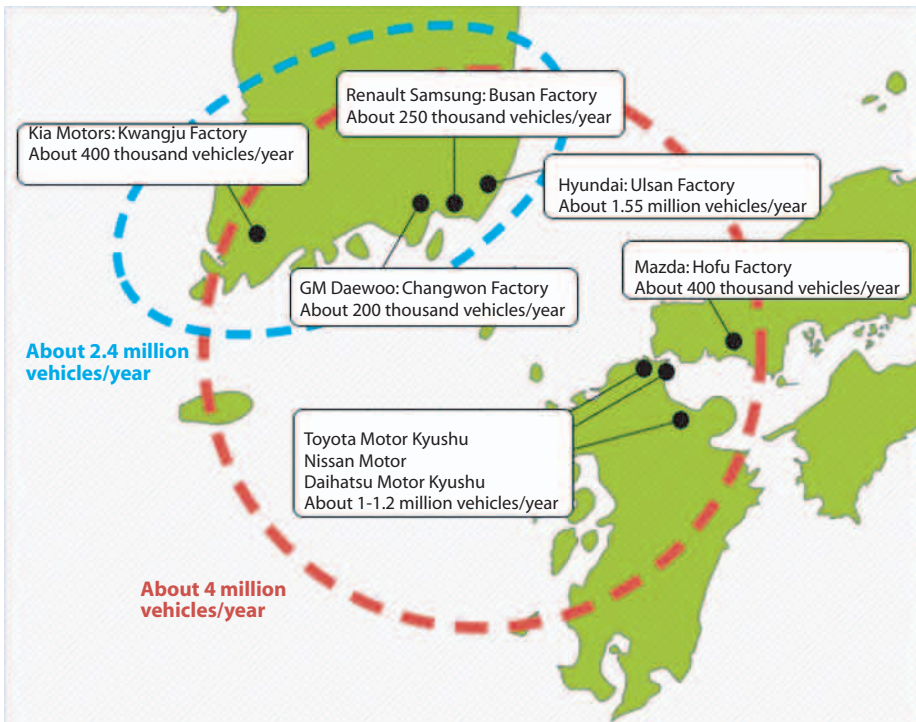 Renault Samsung: Busan Factory
About 250 thousand vehicles/year
Kia Motors: Kwangju Factory
About 400 thousand vehicles/year
Hyundai: Ulsan Factory
About 1.55 million vehicles/year
Mazda: Hofu Factory
About 400 thousand vehicles/year
GM Daewoo: Changwon Factory
About 200 thousand vehicles/year
About 2.4 million
vehicles/year
Toyota Motor Kyushu
Nissan Motor
Daihatsu Motor Kyushu
About 1-1.2 million vehicles/year
About 4 million
vehicles/year